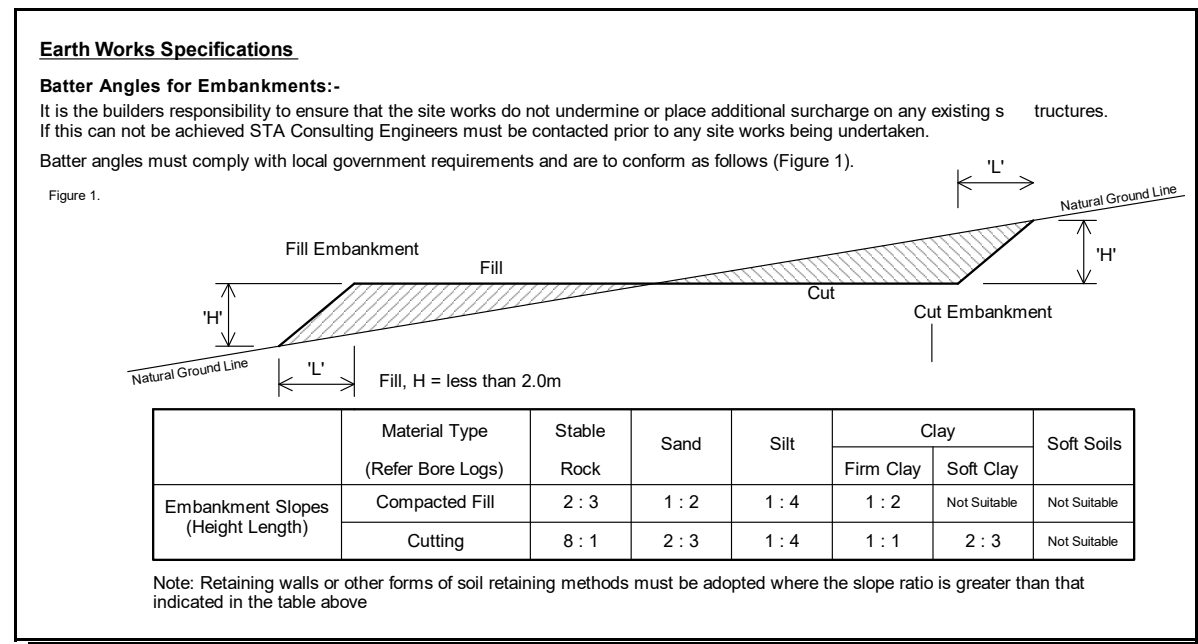 Earth Works Specifications
Batter Angles for Embankments:-
It is the builders responsibility to ensure that the site works do not undermine or place additional surcharge on any existing s tructures.
If this can not be achieved STA Consulting Engineers must be contacted prior to any site works being undertaken.
Batter angles must comply with local government requirements and are to conform as follows (Figure 1).
'L'
Figure 1.
Natural Ground Line
Fill Embankment
'H'
Fill
Cut
'H'
Cut Embankment
Natural Ground Line
'L'
Fill, H = less than 2.0m
Material Type Stable Sand Silt Clay Soft Soils
(Refer Bore Logs) Rock Firm Clay Soft Clay
Embankment Slopes Compacted Fill 2 : 3 1 : 2 1 : 4 1 : 2 Not Suitable Not Suitable
(Height Length) Cutting 8 : 1 2 : 3 1 : 4 1 : 1 2 : 3 Not Suitable
Note: Retaining walls or other forms of soil retaining methods must be adopted where the slope ratio is greater than that
indicated in the table above